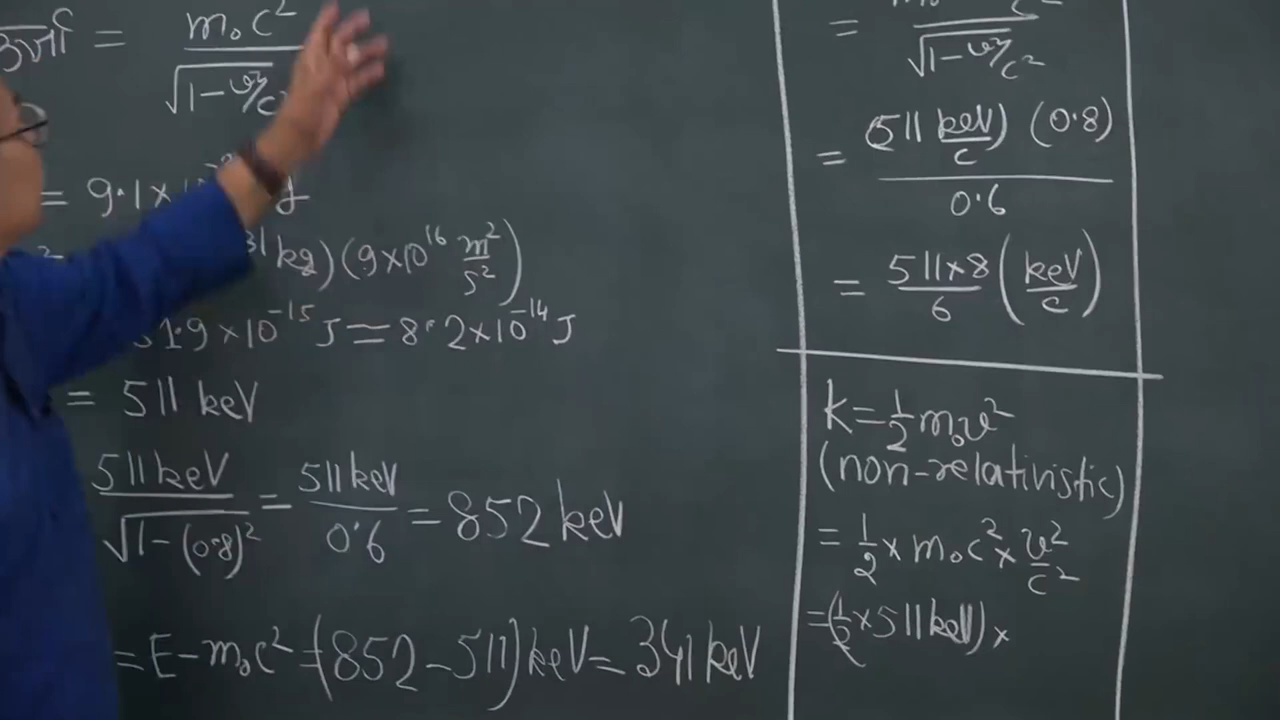 ऊर्जा = m₀c² / √1-v²/c²
= 9.1×10
kg)(9×10¹⁶ m²/s²)
81.9×10⁻¹⁵ J = 8.2×10⁻¹⁴ J
= 511 keV
511 keV / √1-(0.8)² = 511 keV / 0.6 = 852 keV
= E - m₀c² = (852-511) keV = 341 keV
= / √1-v²/c²
= (511 keV/c) (0.8) / 0.6
= 511×8 / 6 (keV/c)
K = 1/2 m₀v²
(non-relativistic)
= 1/2 × m₀c² × v²/c²
= (1/2 × 511 keV) ×